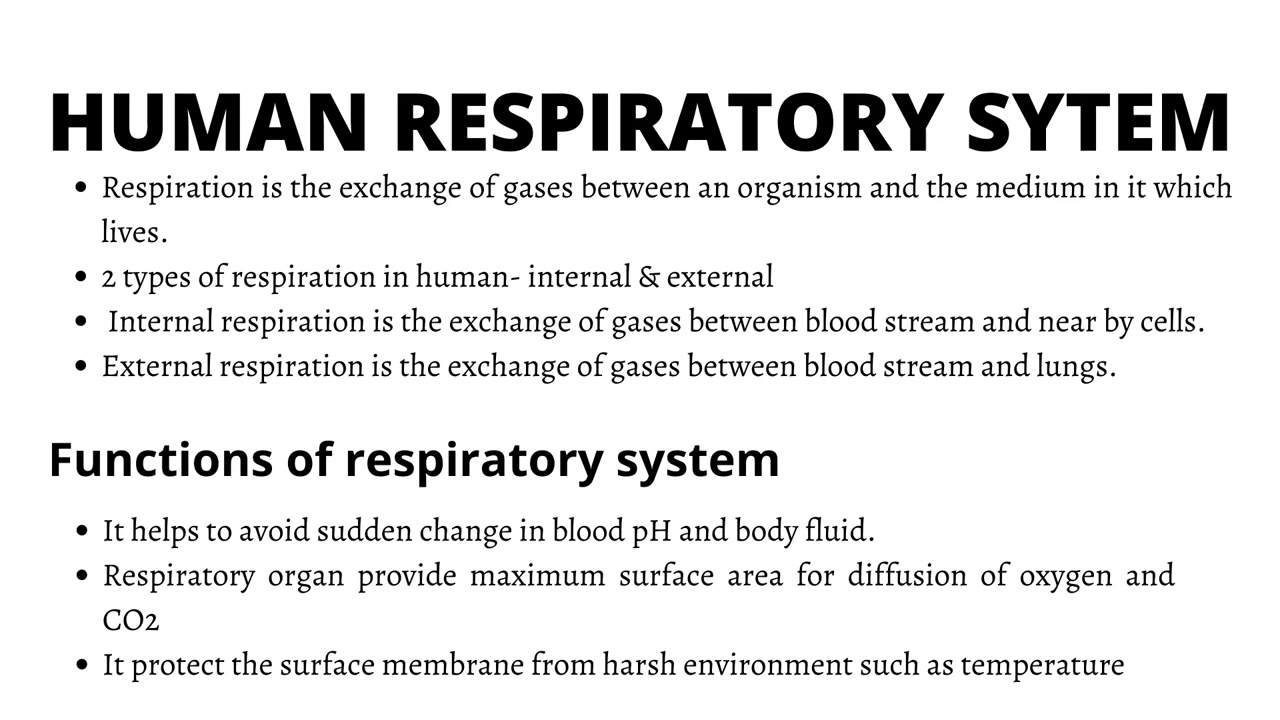 HUMAN RESPIRATORY SYTEM
• Respiration is the exchange of gases between an organism and the medium in it which
lives.
• 2 types of respiration in human- internal & external
• Internal respiration is the exchange of gases between blood stream and near by cells.
• External respiration is the exchange of gases between blood stream and lungs.
Functions of respiratory system
• It helps to avoid sudden change in blood pH and body fluid.
• Respiratory organ provide maximum surface area for diffusion of oxygen and
CO2
• It protect the surface membrane from harsh environment such as temperature